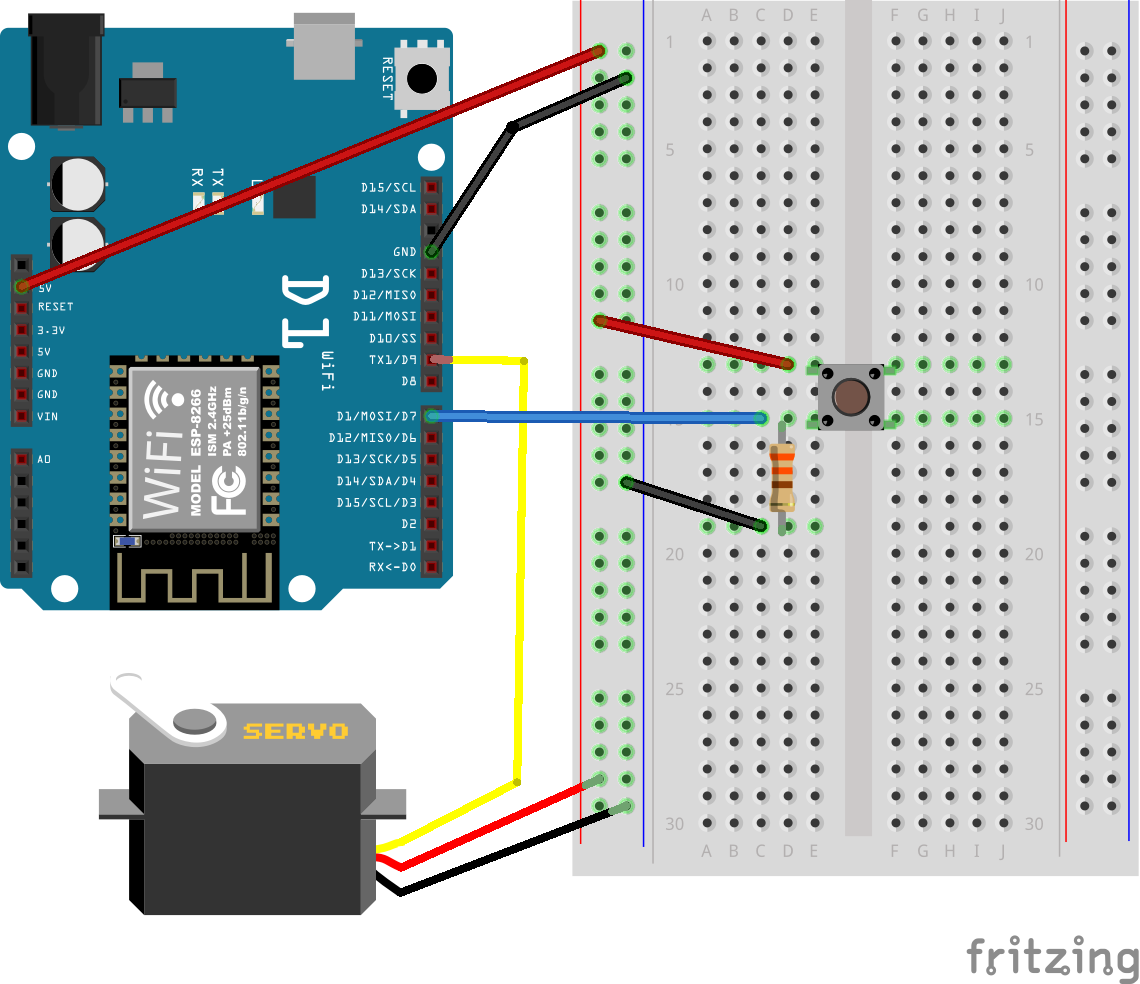 RESET
RX
TX
L
D15/SCL
D14/SDA
GND
D13/SCK
D12/MISO
D11/MOSI
D10/SS
TX1/D9
D8
D1/MOSI/D7
D12/MISO/D6
D13/SCK/D5
D14/SDA/D4
D15/SCL/D3
D2
TX->D1
RX<-D0
5V
RESET
3.3V
5V
GND
GND
VIN
A0
D1
WiFi
WiFi
MODEL ESP-8266
ISM 2.4GHz
PA +25dBm
802.11b/g/n
FC
SERVO
A B C D E F G H I J
1 1
5 5
10 10
15 15
20 20
25 25
30 30
A B C D E F G H I J
fritzing